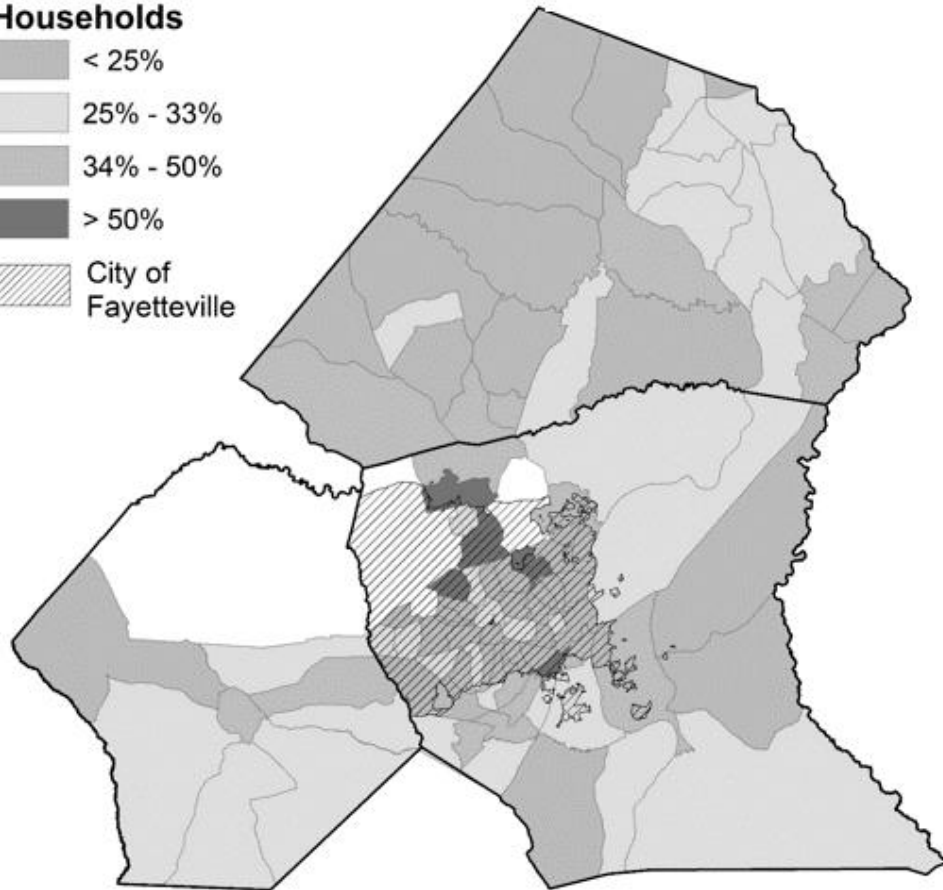 Households
< 25%
25% - 33%
34% - 50%
> 50%
City of
Fayetteville